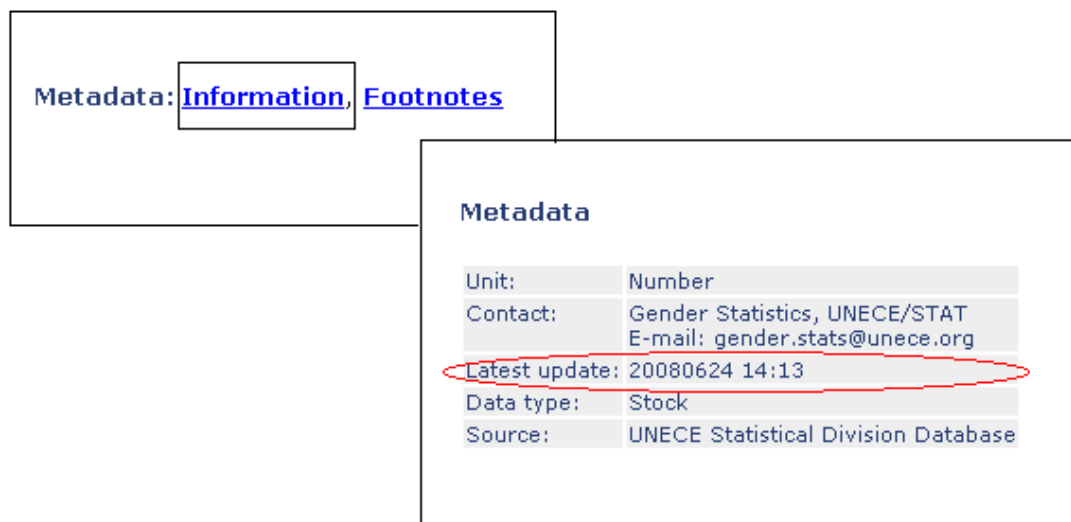 Metadata: Information, Footnotes
Metadata
Unit: Number
Contact: Gender Statistics, UNECE/STAT
E-mail: gender.stats@unece.org
Latest update: 20080624 14:13
Data type: Stock
Source: UNECE Statistical Division Database